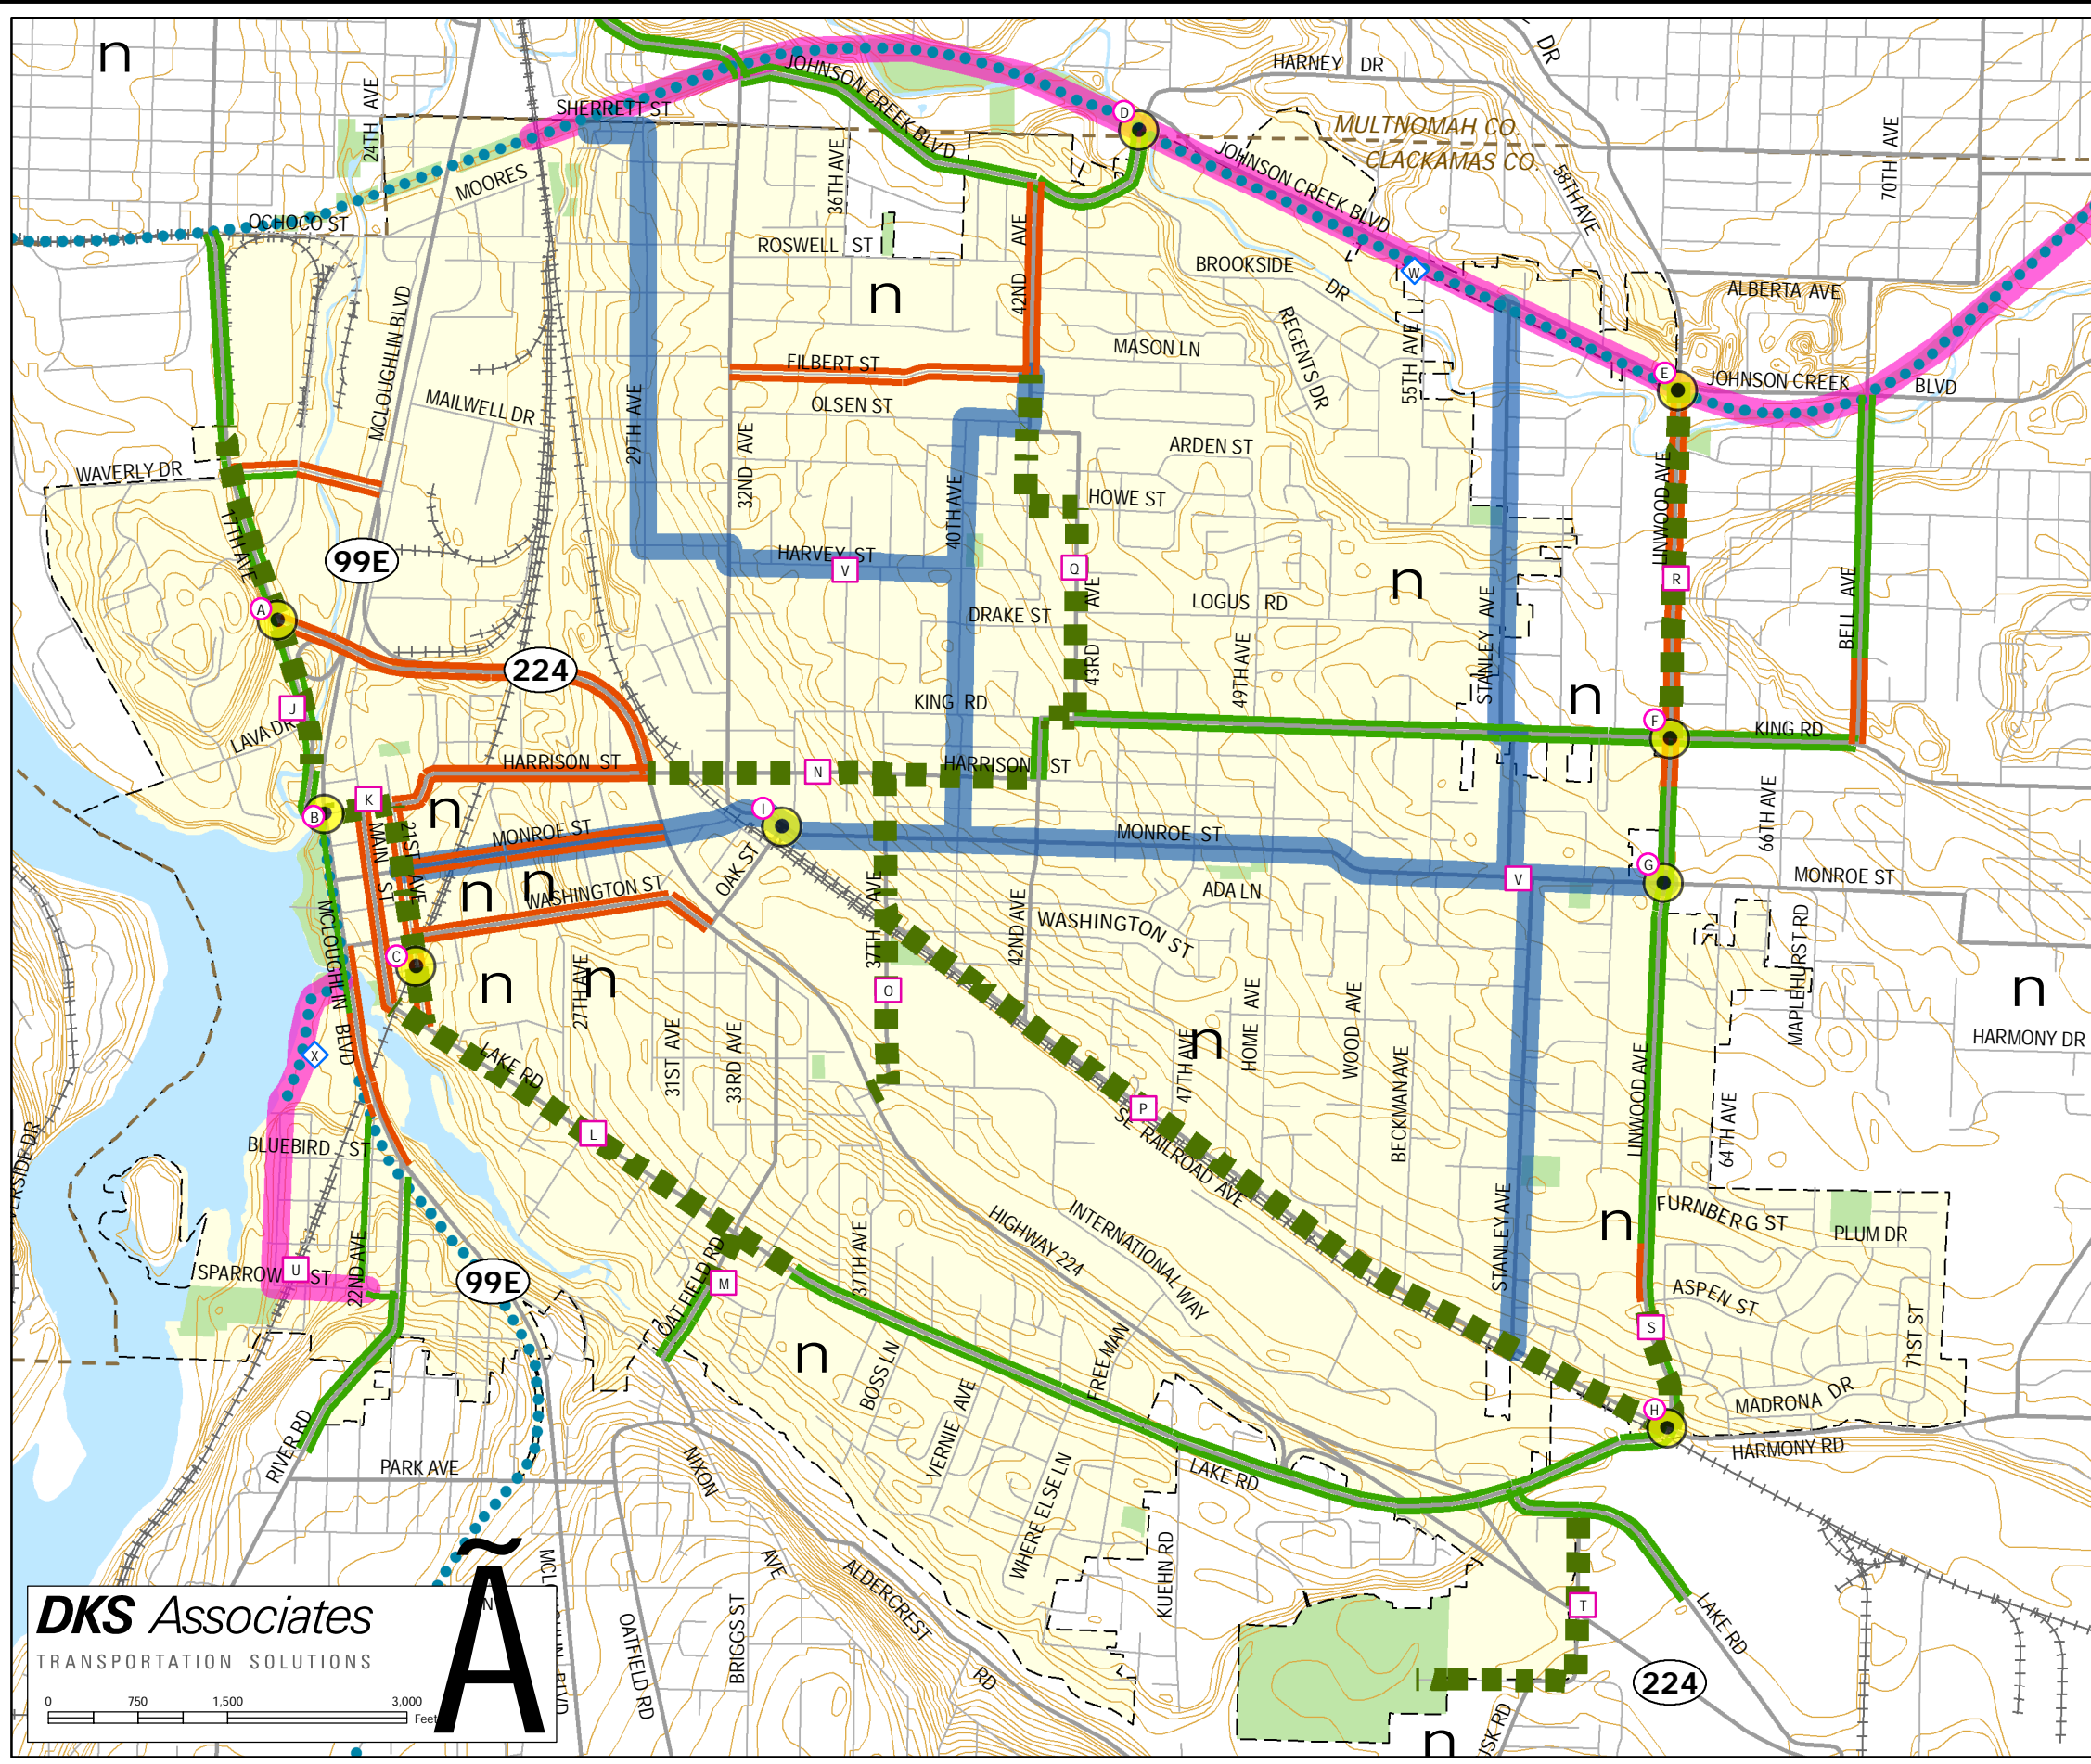 n
DR
HARNEY DR
24TH AVE
SHERRETT ST
JOHNSON CREEK BLVD
D
MULTNOMAH CO.
CLACKAMAS CO.
JOHNSON CREEK BLVD
58TH AVE
70TH AVE
36TH AVE
MOORES
OCHOCO ST
ROSWELL ST
42ND AVE
BROOKSIDE DR
W
n
ALBERTA AVE
MCLOUGHLIN BLVD
REGENTS DR
55TH AVE
MASON LN
FILBERT ST
OLSEN ST
E
JOHNSON CREEK BLVD
MAILWELL DR
29TH AVE
32ND AVE
ARDEN ST
WAVERLY DR
40TH AVE
HOWE ST
LINWOOD AVE
17TH AVE
99E
HARVEY ST
V
Q
n
R
A
DRAKE ST
43RD AVE
LOGUS RD
49TH AVE
STANLEY AVE
BELL AVE
224
J
LAVA DR
KING RD
n
F
KING RD
HARRISON ST
N
HARRISON ST
K
B
n
MAIN ST
21ST AVE
MONROE ST
I
MONROE ST
66TH AVE
OAK ST
G
MONROE ST
n
n
WASHINGTON ST
37TH AVE
ADA LN
V
42ND AVE
WASHINGTON ST
MAPLEHURST RD
MCLOUGHLIN BLVD
C
n
27TH AVE
n
O
HOME AVE
WOOD AVE
n
X
LAKE RD
31ST AVE
33RD AVE
47TH AVE
n
BECKMAN AVE
LINWOOD AVE
HARMONY DR
L
P
SE RAILROAD AVE
64TH AVE
BLUEBIRD ST
22ND AVE
INTERNATIONAL WAY
HIGHWAY 224
STANLEY AVE
n
FURNBERG ST
PLUM DR
SPARROW ST
U
99E
OATFIELD RD
M
37TH AVE
ASPEN ST
S
71ST ST
n
BOSS LN
FREEMAN
VERNIE AVE
H
MADRONA DR
HARMONY RD
RIVER RD
PARK AVE
NIXON AVE
WHERE ELSE LN
LAKE RD
KUEHN RD
ALDERCREST RD
BRIGGS ST
OATFIELD RD
T
LAKE RD
224
n
DKS Associates
TRANSPORTATION SOLUTIONS
0 750 1,500 3,000
Feet
N
Ã